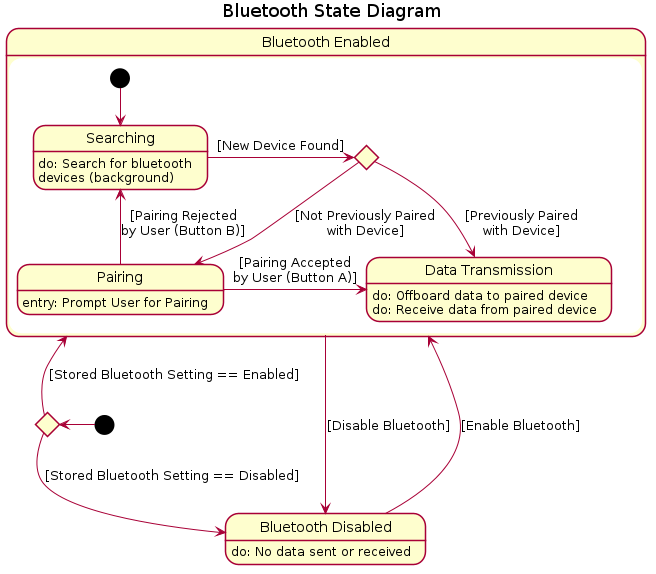 Bluetooth State Diagram
Bluetooth Enabled
Searching
do: Search for bluetooth
devices (background)
[New Device Found]
[Pairing Rejected
by User (Button B)]
[Not Previously Paired
with Device]
[Previously Paired
with Device]
Pairing
entry: Prompt User for Pairing
[Pairing Accepted
by User (Button A)]
Data Transmission
do: Offboard data to paired device
do: Receive data from paired device
[Stored Bluetooth Setting == Enabled]
[Disable Bluetooth]
[Enable Bluetooth]
[Stored Bluetooth Setting == Disabled]
Bluetooth Disabled
do: No data sent or received